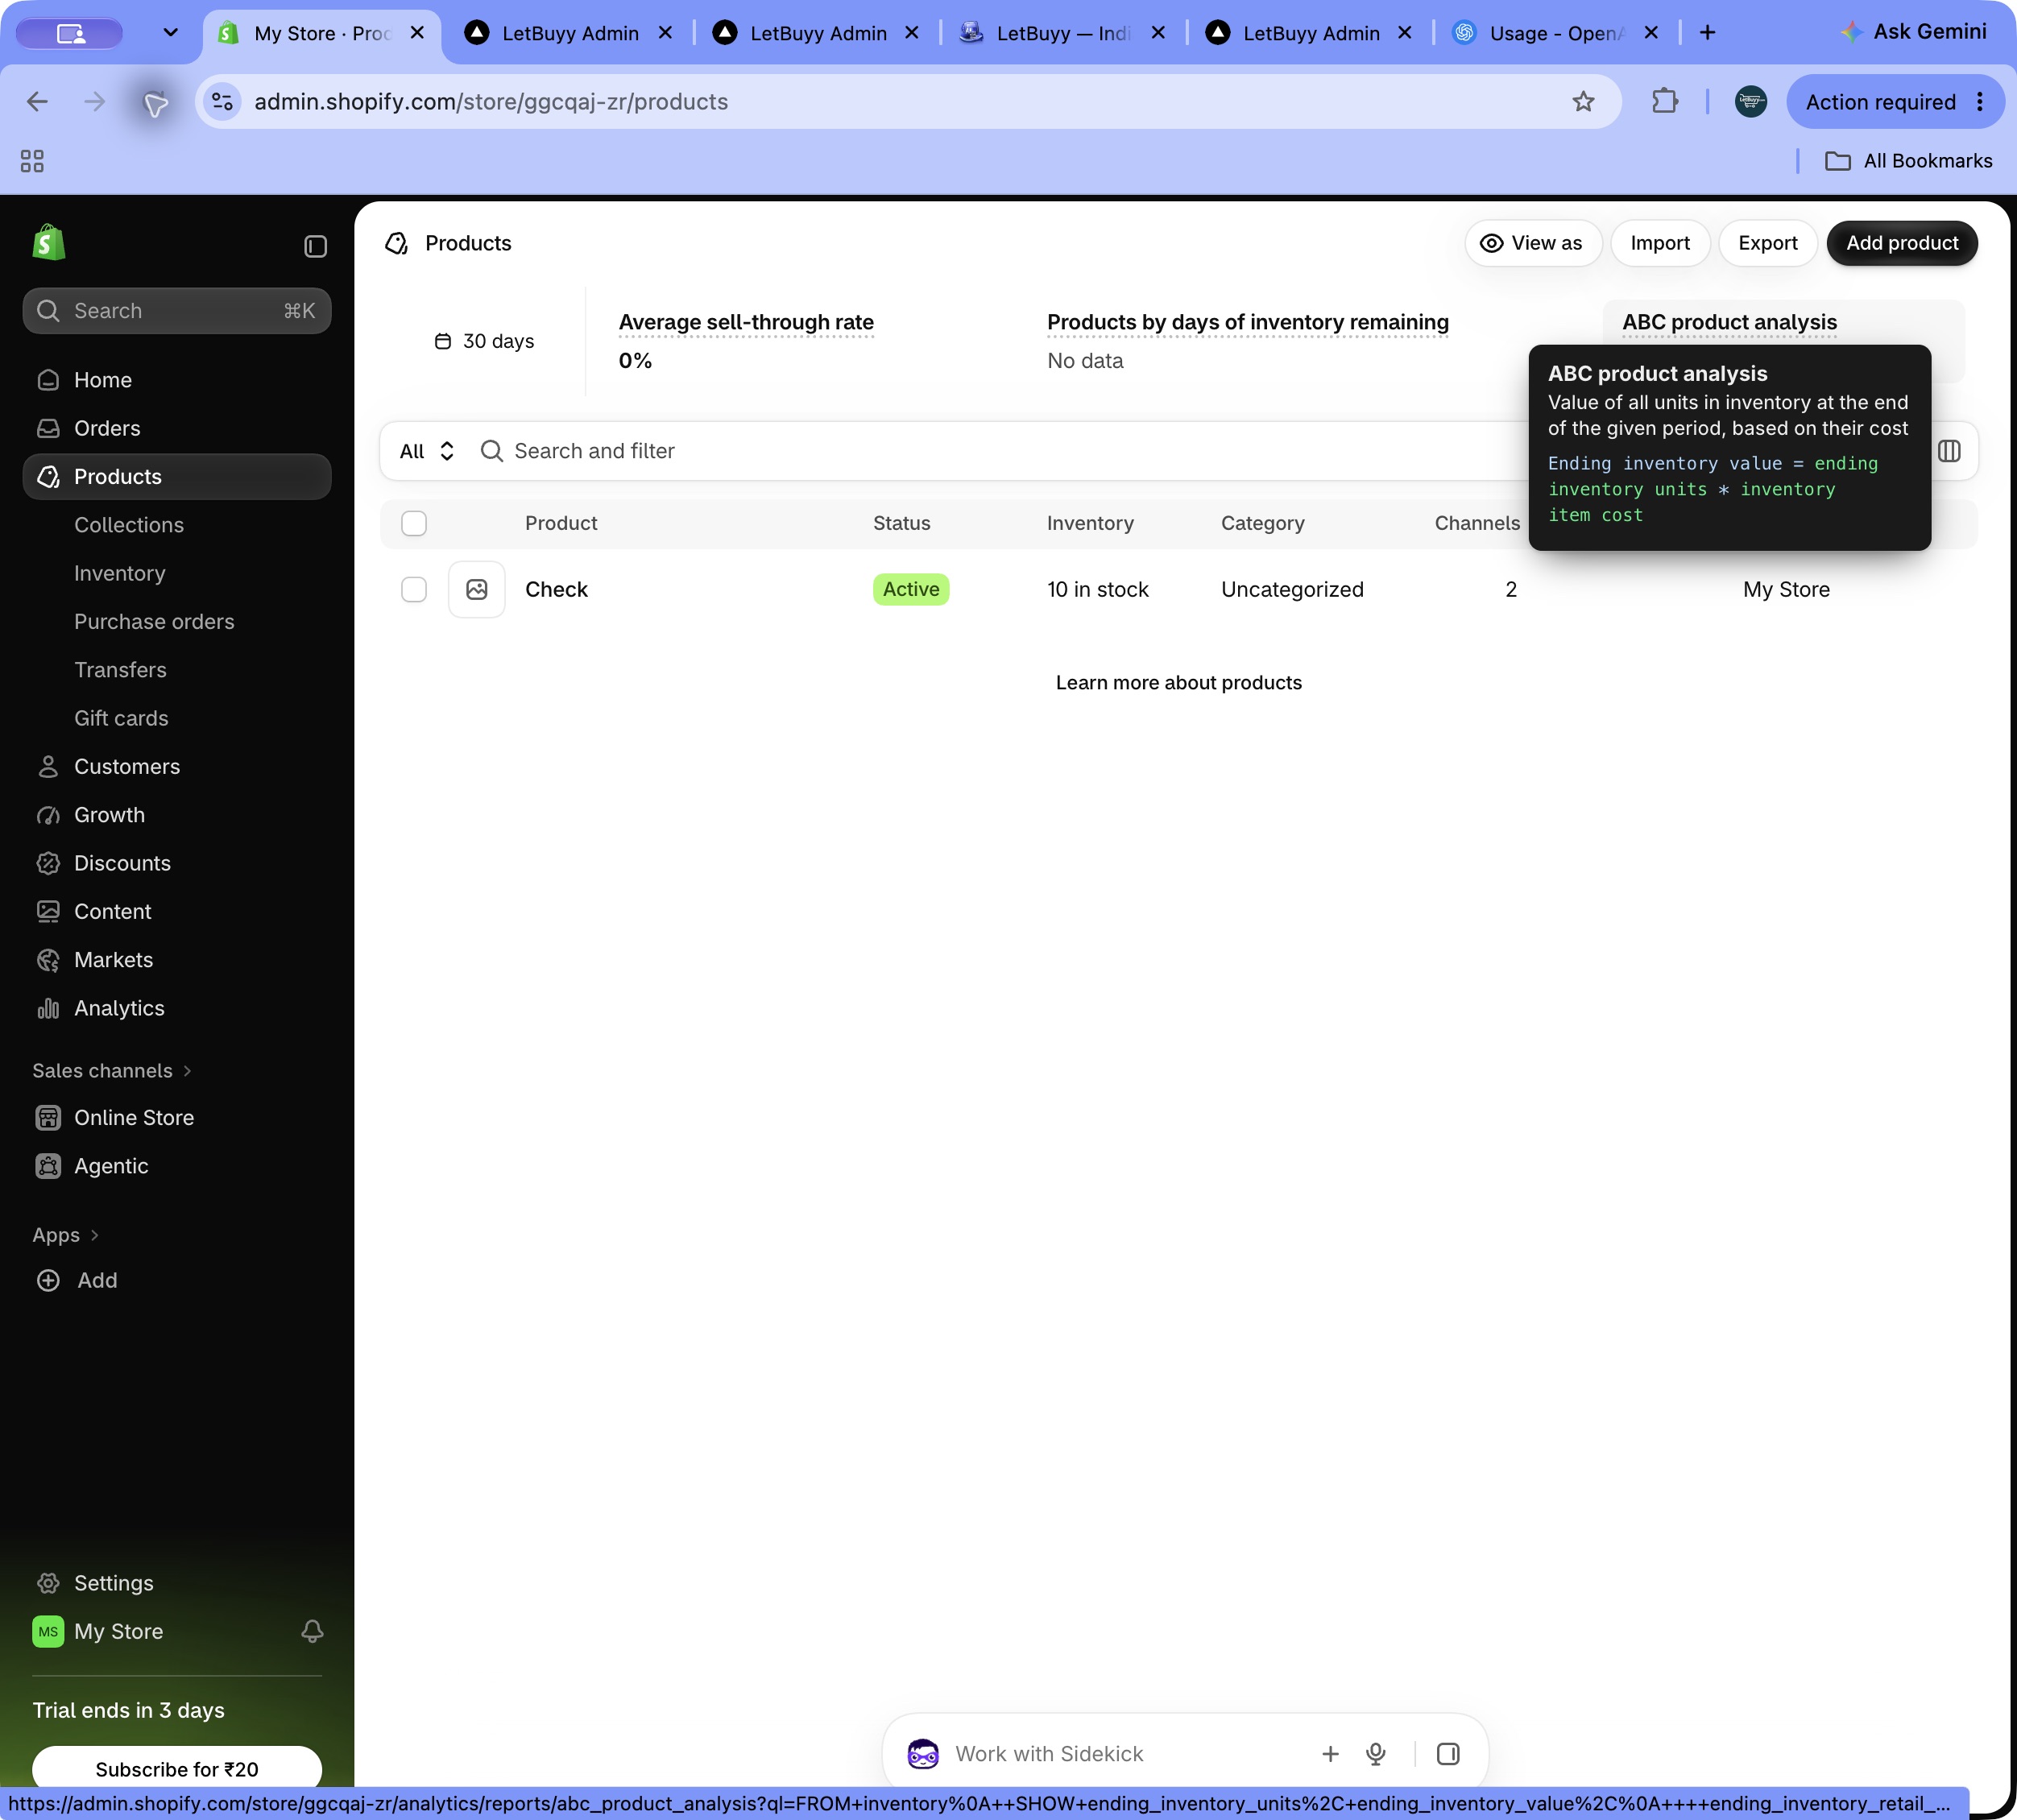 My Store · Proc
LetBuyy Admin
LetBuyy Admin
LetBuyy — Indi
LetBuyy Admin
Usage - OpenA
Ask Gemini
admin.shopify.com/store/ggcqaj-zr/products
Action required
All Bookmarks
Search
⌘K
Home
Orders
Products
Collections
Inventory
Purchase orders
Transfers
Gift cards
Customers
Growth
Discounts
Content
Markets
Analytics
Sales channels
Online Store
Agentic
Apps
Add
Settings
MS
My Store
Trial ends in 3 days
Subscribe for ₹20
Products
View as
Import
Export
Add product
30 days
Average sell-through rate
0%
Products by days of inventory remaining
No data
ABC product analysis
ABC product analysis
Value of all units in inventory at the end
of the given period, based on their cost
Ending inventory value = ending
inventory units * inventory
item cost
All
Search and filter
Product
Status
Inventory
Category
Channels
Check
Active
10 in stock
Uncategorized
2
My Store
Learn more about products
Work with Sidekick
https://admin.shopify.com/store/ggcqaj-zr/analytics/reports/abc_product_analysis?ql=FROM+inventory%0A++SHOW+ending_inventory_units%2C+ending_inventory_value%2C%0A++++ending_inventory_retail_...